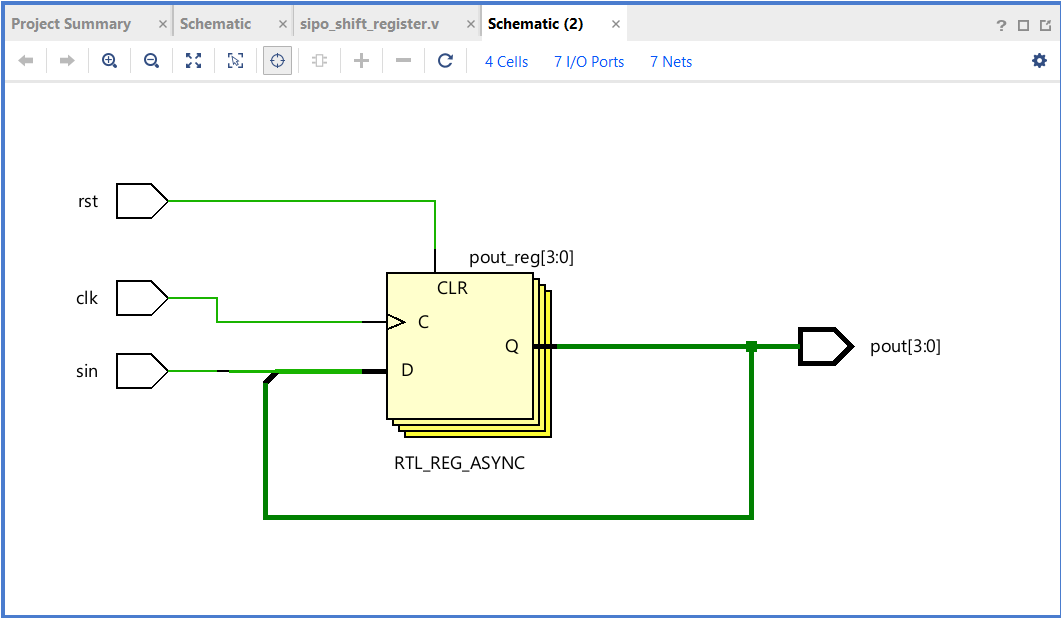 Project Summary × Schematic × sipo_shift_register.v × Schematic (2) × ?
4 Cells 7 I/O Ports 7 Nets
rst
pout_reg[3:0]
CLR
clk
C
Q
pout[3:0]
sin
D
RTL_REG_ASYNC